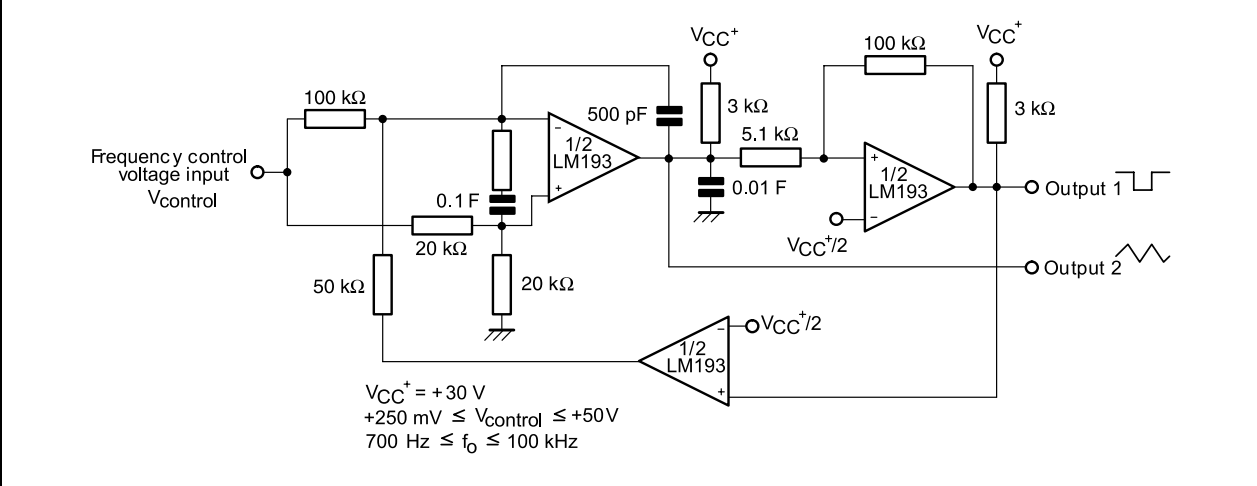 VCC+
VCC+
100 kΩ
100 kΩ
500 pF
3 kΩ
3 kΩ
5.1 kΩ
-
1/2
LM193
+
Frequency control
voltage input
Vcontrol
0.1 F
0.01 F
+
1/2
LM193
-
Output 1
20 kΩ
VCC+/2
50 kΩ
20 kΩ
Output 2
-
1/2
LM193
+
VCC+/2
VCC+ = +30 V
+250 mV ≤ Vcontrol ≤ +50V
700 Hz ≤ fo ≤ 100 kHz